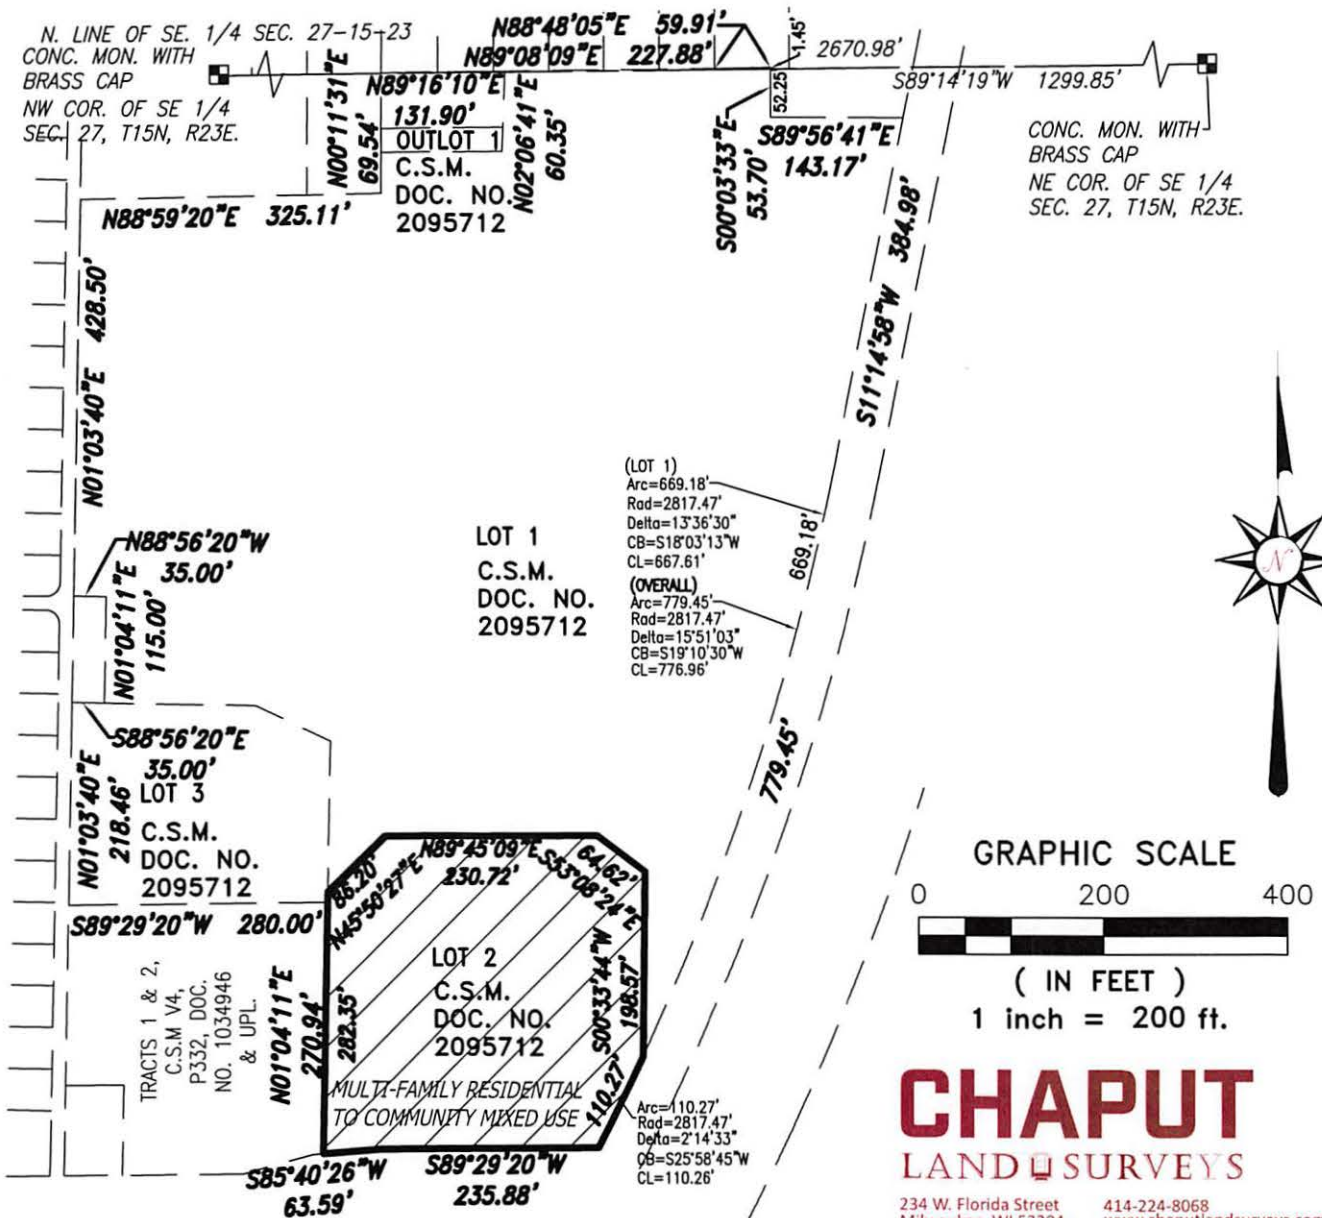 N. LINE OF SE. 1/4 SEC. 27-15-23
CONC. MON. WITH
BRASS CAP
NW COR. OF SE 1/4
SEC. 27, T15N, R23E.
N88°48'05"E 59.91'
N89°08'09"E 227.88'
1.45'
2670.98'
S89°14'19"W 1299.85'
CONC. MON. WITH
BRASS CAP
NE COR. OF SE 1/4
SEC. 27, T15N, R23E.
N00°11'31"E
69.54'
N89°16'10"E
131.90'
OUTLOT 1
C.S.M.
DOC. NO.
2095712
N02°06'41"E
60.35'
52.25
S00°03'33"E
53.70'
S89°56'41"E
143.17'
N88°59'20"E 325.11'
N01°03'40"E 428.50'
S11°14'58"W 384.98'
(LOT 1)
Arc=669.18'
Rad=2817.47'
Delta=13°36'30"
CB=S18°03'13"W
CL=667.61'
(OVERALL)
Arc=779.45'
Rad=2817.47'
Delta=15°51'03"
CB=S19°10'30"W
CL=776.96'
669.18'
779.45'
LOT 1
C.S.M.
DOC. NO.
2095712
N88°56'20"W
35.00'
N01°04'11"E
115.00'
S88°56'20"E
35.00'
N01°03'40"E
218.46'
LOT 3
C.S.M.
DOC. NO.
2095712
S89°29'20"W 280.00'
TRACTS 1 & 2,
C.S.M V4,
P332, DOC.
NO. 1034946
& UPL.
N01°04'11"E
270.94'
282.35'
86.20'
N45°50'27"E
N89°45'09"E
230.72'
64.62'
S53°08'24"E
LOT 2
C.S.M.
DOC. NO.
2095712
S00°33'44"W
198.57'
MULTI-FAMILY RESIDENTIAL
TO COMMUNITY MIXED USE
110.27'
Arc=110.27'
Rad=2817.47'
Delta=2°14'33"
CB=S25°58'45"W
CL=110.26'
S85°40'26"W
63.59'
S89°29'20"W
235.88'
N
GRAPHIC SCALE
0 200 400
( IN FEET )
1 inch = 200 ft.
CHAPUT
LAND SURVEYS
234 W. Florida Street 414-224-8068